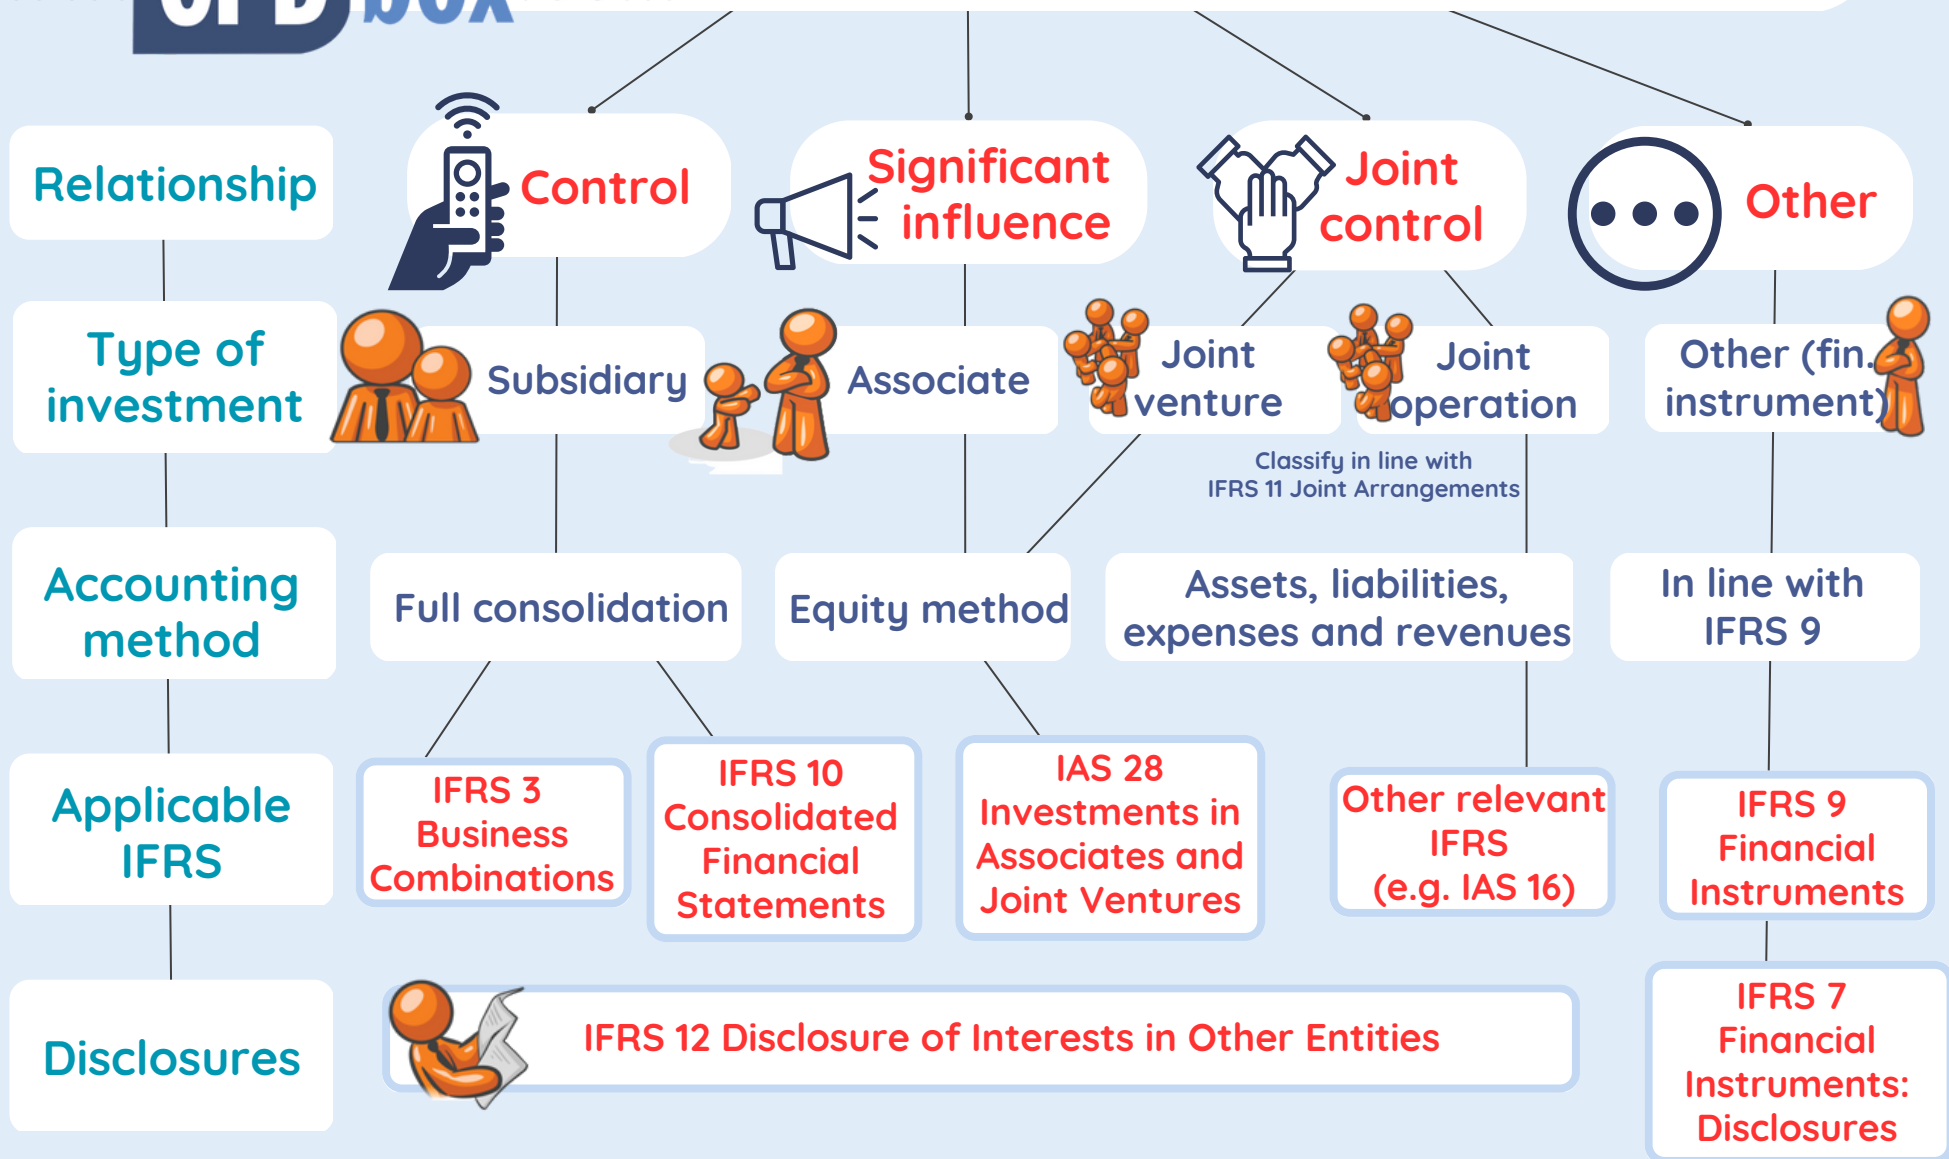 CPD box
Relationship
Control
Significant
influence
Joint
control
Other
Type of
investment
Subsidiary
Associate
Joint
venture
Joint
operation
Other (fin.
instrument)
Classify in line with
IFRS 11 Joint Arrangements
Accounting
method
Full consolidation
Equity method
Assets, liabilities,
expenses and revenues
In line with
IFRS 9
Applicable
IFRS
IFRS 3
Business
Combinations
IFRS 10
Consolidated
Financial
Statements
IAS 28
Investments in
Associates and
Joint Ventures
Other relevant
IFRS
(e.g. IAS 16)
IFRS 9
Financial
Instruments
Disclosures
IFRS 12 Disclosure of Interests in Other Entities
IFRS 7
Financial
Instruments:
Disclosures